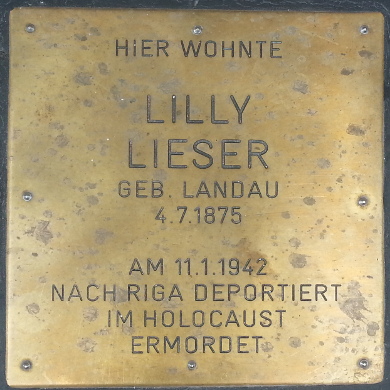 HiER WOHNTE
LILLY
LIESER
GEB. LANDAU
4.7.1875
AM 11.1.1942
NACH RIGA DEPORTIERT
IM HOLOCAUST
ERMORDET